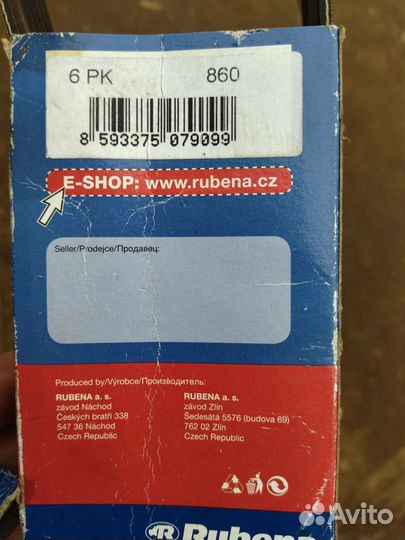 6 PK 860
8 593375 079099
E-SHOP: www.rubena.cz
Seller/Prodejce/Продавец:
Produced by/Výrobce/Производитель:
RUBENA a. s.
závod Náchod
Českých bratří 338
547 36 Náchod
Czech Republic
RUBENA a. s.
závod Zlín
Šedesátá 5576 (budova 69)
762 02 Zlín
Czech Republic
Rubena
Avito